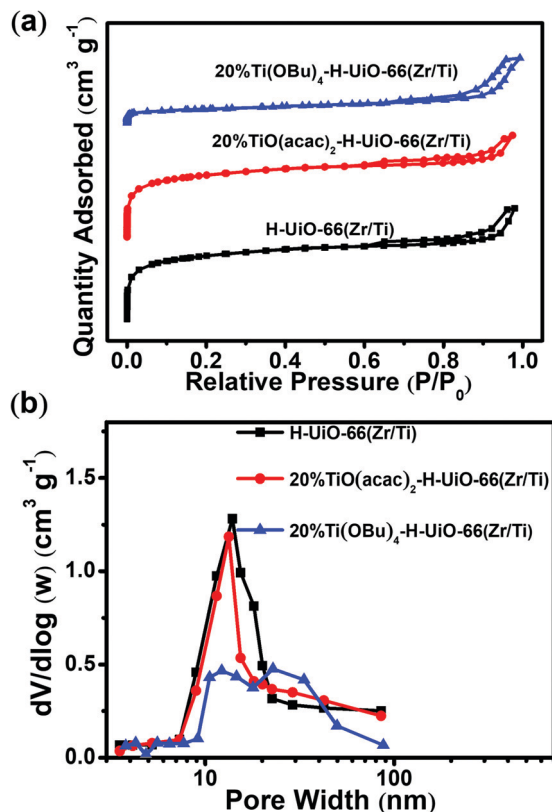 (a)
Quantity Adsorbed (cm³ g⁻¹)
20%Ti(OBu)₄-H-UiO-66(Zr/Ti)
20%TiO(acac)₂-H-UiO-66(Zr/Ti)
H-UiO-66(Zr/Ti)
0.0 0.2 0.4 0.6 0.8 1.0
Relative Pressure (P/P₀)
(b)
dV/dlog (w) (cm³ g⁻¹)
H-UiO-66(Zr/Ti)
20%TiO(acac)₂-H-UiO-66(Zr/Ti)
20%Ti(OBu)₄-H-UiO-66(Zr/Ti)
1.5
1.0
0.5
0.0
10 100
Pore Width (nm)